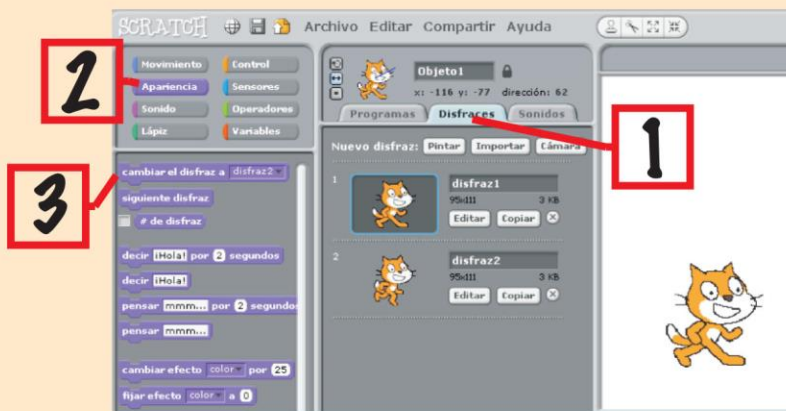 SCRATCH Archivo Editar Compartir Ayuda
2
Movimiento Control
Apariencia Sensores
Sonido Operadores
Lápiz Variables
Objeto1
x: -116 y: -77 dirección: 62
Programas Disfraces Sonidos
1
Nuevo disfraz: Pintar Importar Cámara
3
cambiar el disfraz a disfraz2
siguiente disfraz
# de disfraz
decir ¡Hola! por 2 segundos
decir ¡Hola!
pensar mmm... por 2 segundos
pensar mmm...
cambiar efecto color por 25
fijar efecto color a 0
1
disfraz1
95x111 3 KB
Editar Copiar
2
disfraz2
95x111 3 KB
Editar Copiar